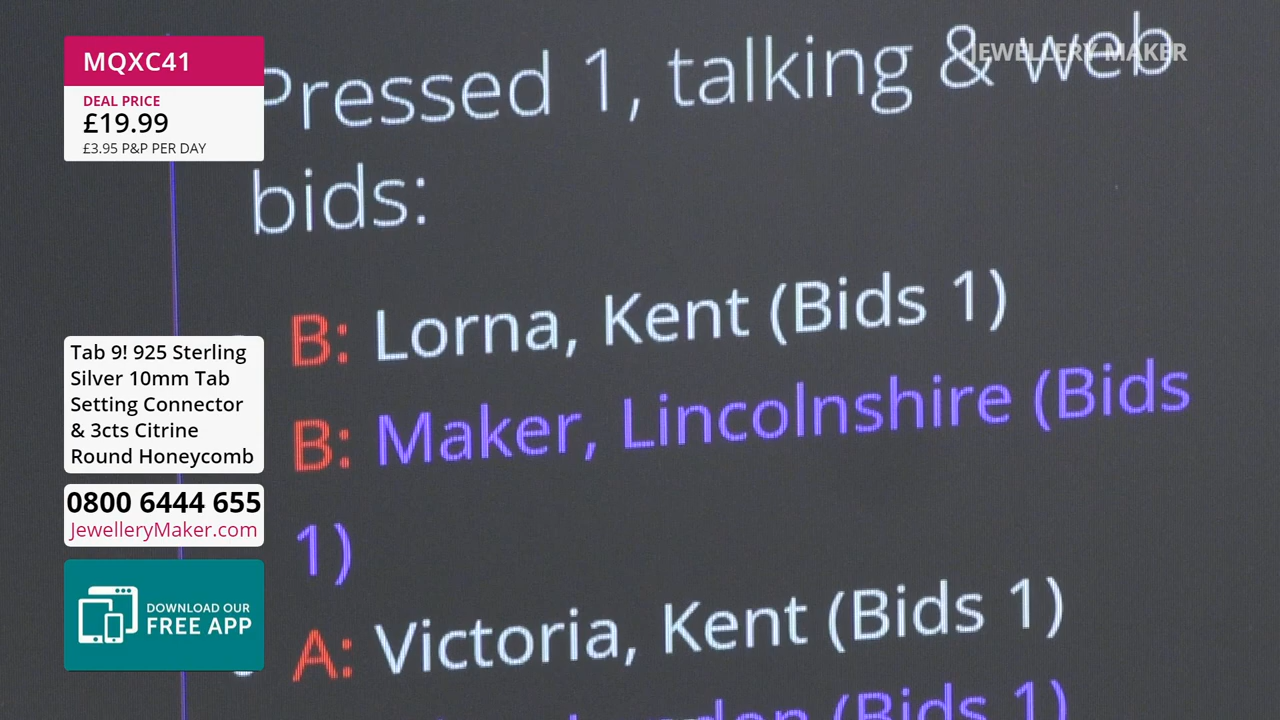 MQXC41
DEAL PRICE
£19.99
£3.95 P&P PER DAY
JEWELLERY MAKER
Pressed 1, talking & web
bids:
B: Lorna, Kent (Bids 1)
B: Maker, Lincolnshire (Bids
1)
A: Victoria, Kent (Bids 1)
(Bids 1)
Tab 9! 925 Sterling
Silver 10mm Tab
Setting Connector
& 3cts Citrine
Round Honeycomb
0800 6444 655
JewelleryMaker.com
DOWNLOAD OUR
FREE APP